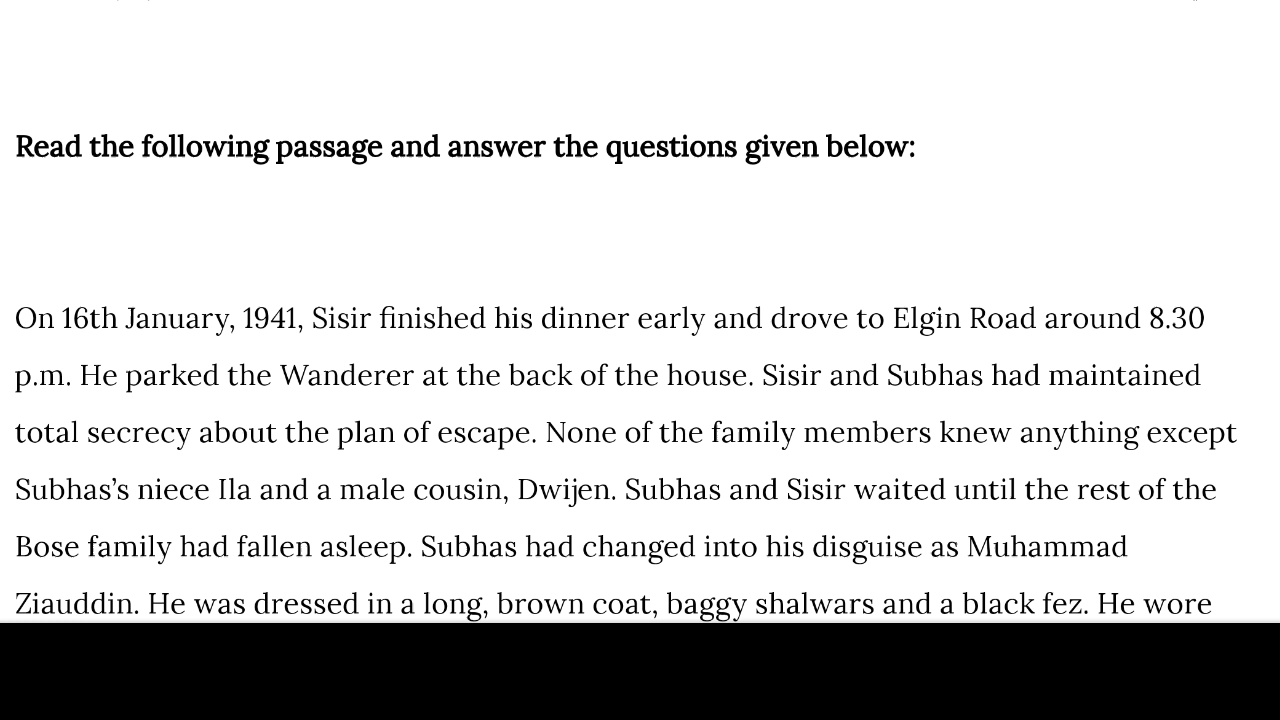 Read the following passage and answer the questions given below:
On 16th January, 1941, Sisir finished his dinner early and drove to Elgin Road around 8.30
p.m. He parked the Wanderer at the back of the house. Sisir and Subhas had maintained
total secrecy about the plan of escape. None of the family members knew anything except
Subhas’s niece Ila and a male cousin, Dwijen. Subhas and Sisir waited until the rest of the
Bose family had fallen asleep. Subhas had changed into his disguise as Muhammad
Ziauddin. He was dressed in a long, brown coat, baggy shalwars and a black fez. He wore